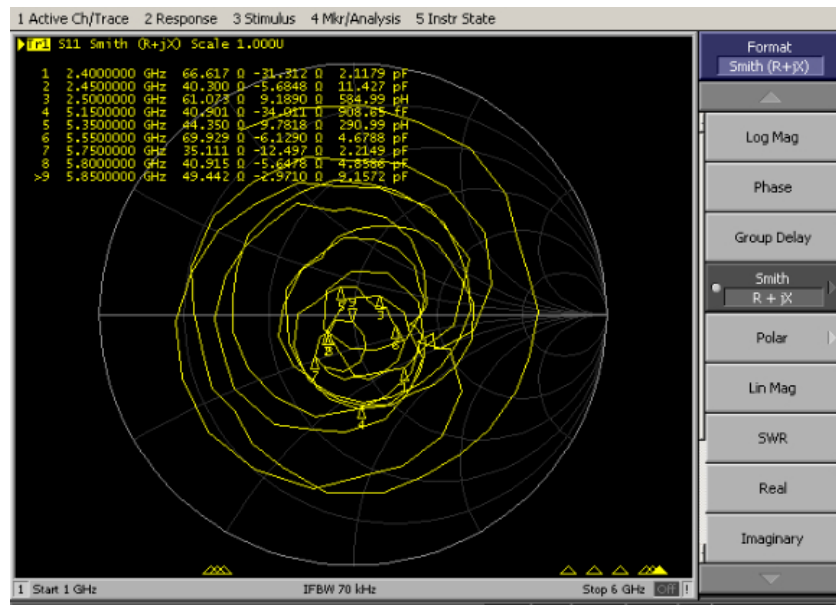 1 Active Ch/Trace 2 Response 3 Stimulus 4 Mkr/Analysis 5 Instr State
Tr1 S11 Smith (R+jX) Scale 1.000U
1 2.4000000 GHz 66.617 Ω -31.312 Ω 2.1179 pF
2 2.4500000 GHz 40.300 Ω -5.6848 Ω 11.427 pF
3 2.5000000 GHz 61.073 Ω 9.1890 Ω 584.99 pH
4 5.1500000 GHz 40.901 Ω -34.011 Ω 908.65 fF
5 5.3500000 GHz 44.350 Ω 9.7818 Ω 290.99 pH
6 5.5500000 GHz 69.929 Ω -6.1290 Ω 4.6788 pF
7 5.7500000 GHz 35.111 Ω -12.497 Ω 2.2149 pF
8 5.8000000 GHz 40.915 Ω -5.6478 Ω 4.8586 pF
>9 5.8500000 GHz 49.442 Ω -2.9710 Ω 9.1572 pF
1 Start 1 GHz IFBW 70 kHz Stop 6 GHz Off !
Format
Smith (R+jX)
Log Mag
Phase
Group Delay
Smith
R + jX
Polar
Lin Mag
SWR
Real
Imaginary